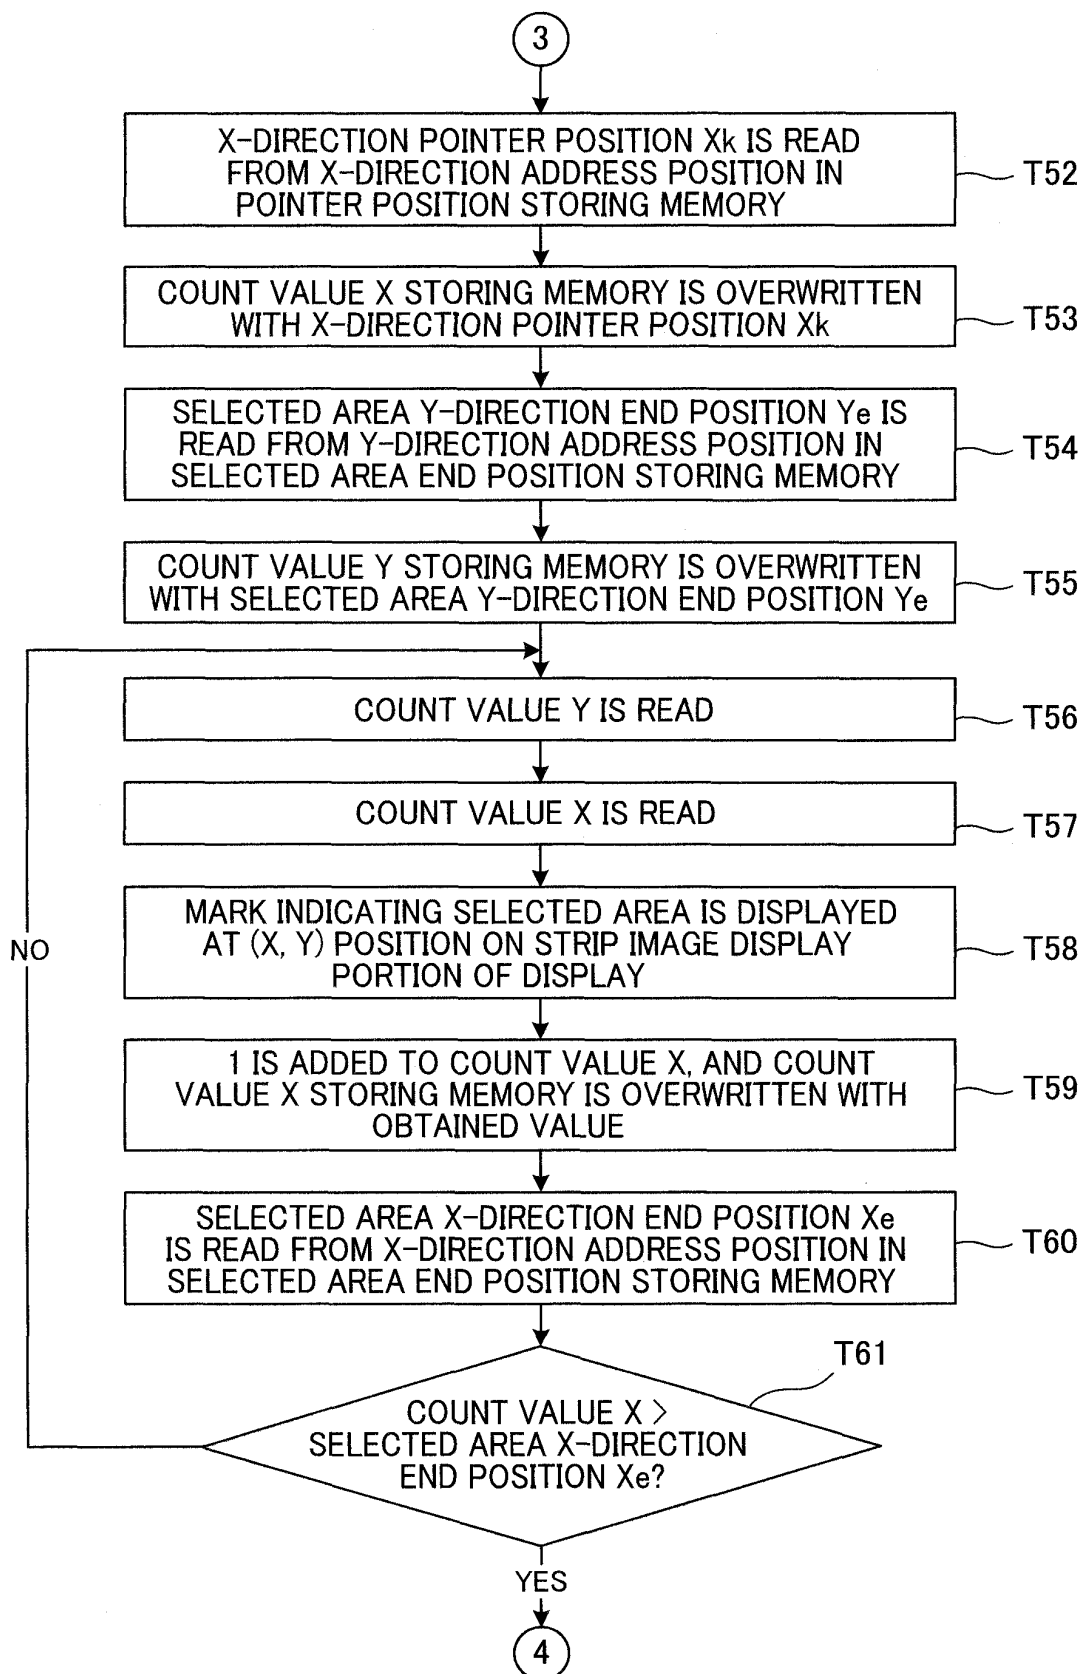 3
X-DIRECTION POINTER POSITION Xk IS READ
FROM X-DIRECTION ADDRESS POSITION IN
POINTER POSITION STORING MEMORY
T52
COUNT VALUE X STORING MEMORY IS OVERWRITTEN
WITH X-DIRECTION POINTER POSITION Xk
T53
SELECTED AREA Y-DIRECTION END POSITION Ye IS
READ FROM Y-DIRECTION ADDRESS POSITION IN
SELECTED AREA END POSITION STORING MEMORY
T54
COUNT VALUE Y STORING MEMORY IS OVERWRITTEN
WITH SELECTED AREA Y-DIRECTION END POSITION Ye
T55
COUNT VALUE Y IS READ
T56
COUNT VALUE X IS READ
T57
MARK INDICATING SELECTED AREA IS DISPLAYED
AT (X, Y) POSITION ON STRIP IMAGE DISPLAY
PORTION OF DISPLAY
T58
NO
1 IS ADDED TO COUNT VALUE X, AND COUNT
VALUE X STORING MEMORY IS OVERWRITTEN WITH
OBTAINED VALUE
T59
SELECTED AREA X-DIRECTION END POSITION Xe
IS READ FROM X-DIRECTION ADDRESS POSITION IN
SELECTED AREA END POSITION STORING MEMORY
T60
T61
COUNT VALUE X >
SELECTED AREA X-DIRECTION
END POSITION Xe?
YES
4